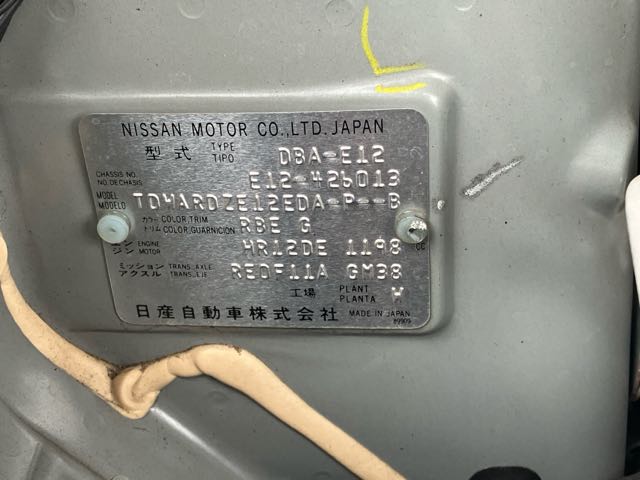 NISSAN MOTOR CO.,LTD. JAPAN
型式 TYPE TIPO DBA-E12
CHASSIS NO. NO. DE CHASIS E12-426013
MODEL MODELO TDHARDZE12EDA-P--B
カラー COLOR,TRIM トリム COLOR,GUARNICION RBE G
エンジン ENGINE MOTOR HR12DE 1198 CC
ミッション TRANS. AXLE アクスル TRANS. EJE REOF11A GM38
工場 PLANT PLANTA W
日産自動車株式会社 MADE IN JAPAN